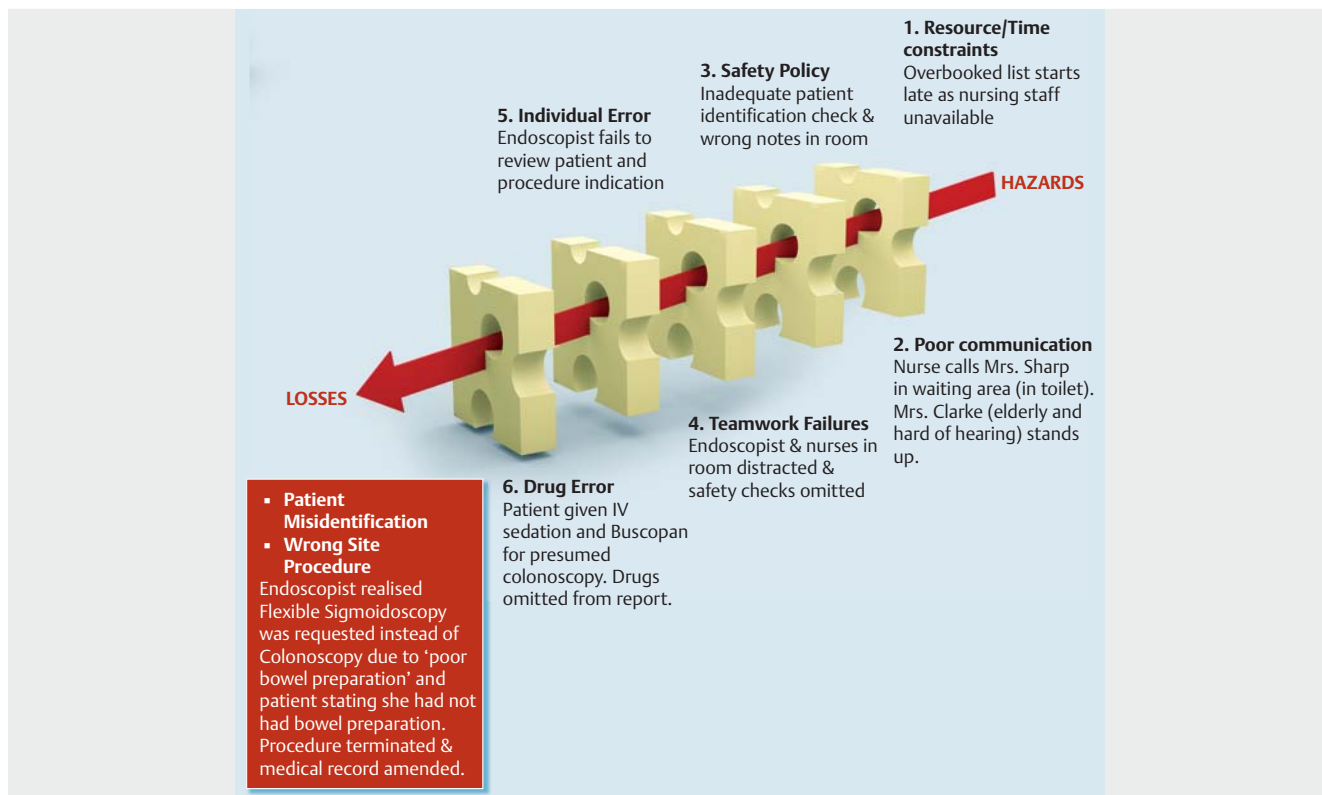 1. Resource/Time
constraints
Overbooked list starts
late as nursing staff
unavailable
HAZARDS
2. Poor communication
Nurse calls Mrs. Sharp
in waiting area (in toilet).
Mrs. Clarke (elderly and
hard of hearing) stands
up.
3. Safety Policy
Inadequate patient
identification check &
wrong notes in room
4. Teamwork Failures
Endoscopist & nurses in
room distracted &
safety checks omitted
5. Individual Error
Endoscopist fails to
review patient and
procedure indication
6. Drug Error
Patient given IV
sedation and Buscopan
for presumed
colonoscopy. Drugs
omitted from report.
LOSSES
▪ Patient
Misidentification
▪ Wrong Site
Procedure
Endoscopist realised
Flexible Sigmoidoscopy
was requested instead of
Colonoscopy due to ‘poor
bowel preparation’ and
patient stating she had not
had bowel preparation.
Procedure terminated &
medical record amended.